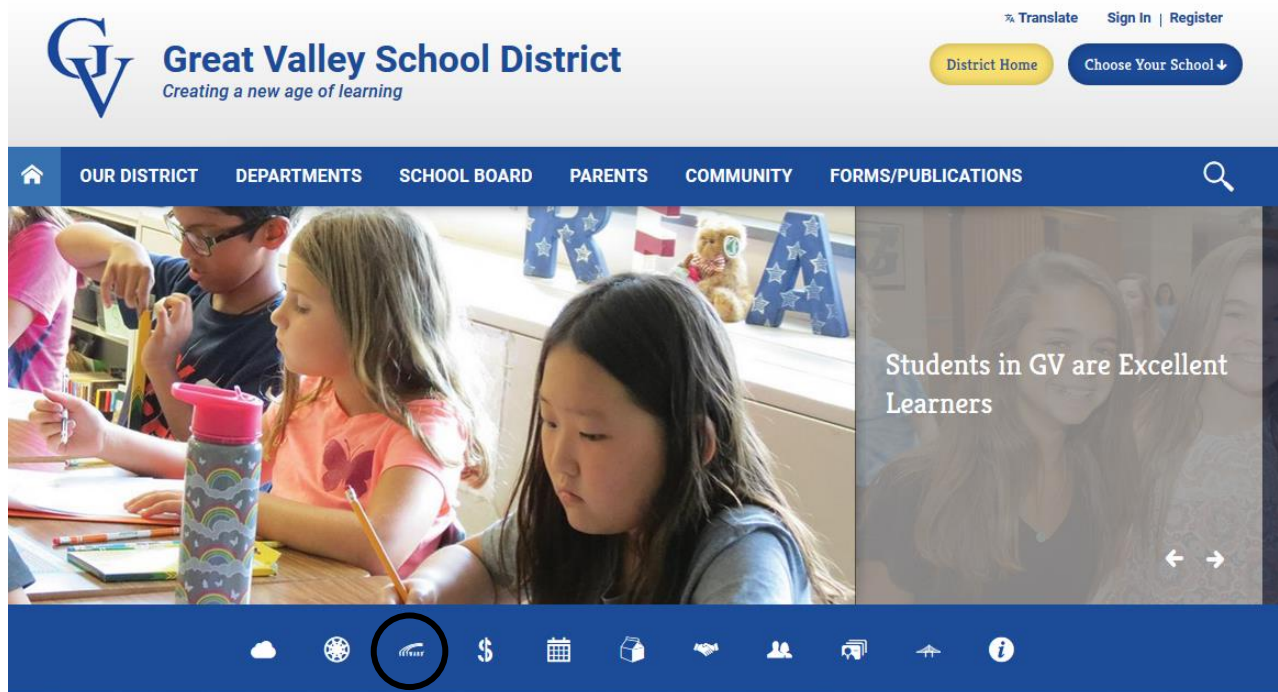 Translate Sign In | Register
GV
Great Valley School District
Creating a new age of learning
District Home Choose Your School
OUR DISTRICT DEPARTMENTS SCHOOL BOARD PARENTS COMMUNITY FORMS/PUBLICATIONS
R E A
Students in GV are Excellent
Learners
$
i